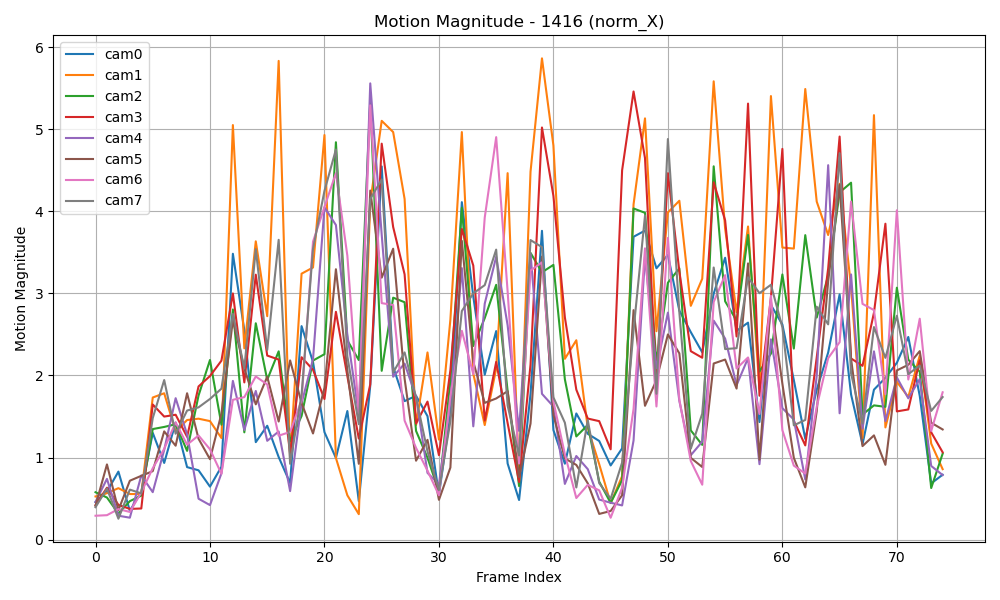 Motion Magnitude - 1416 (norm_X)
cam0
cam1
cam2
cam3
cam4
cam5
cam6
cam7
Motion Magnitude
6
5
4
3
2
1
0
0 10 20 30 40 50 60 70
Frame Index